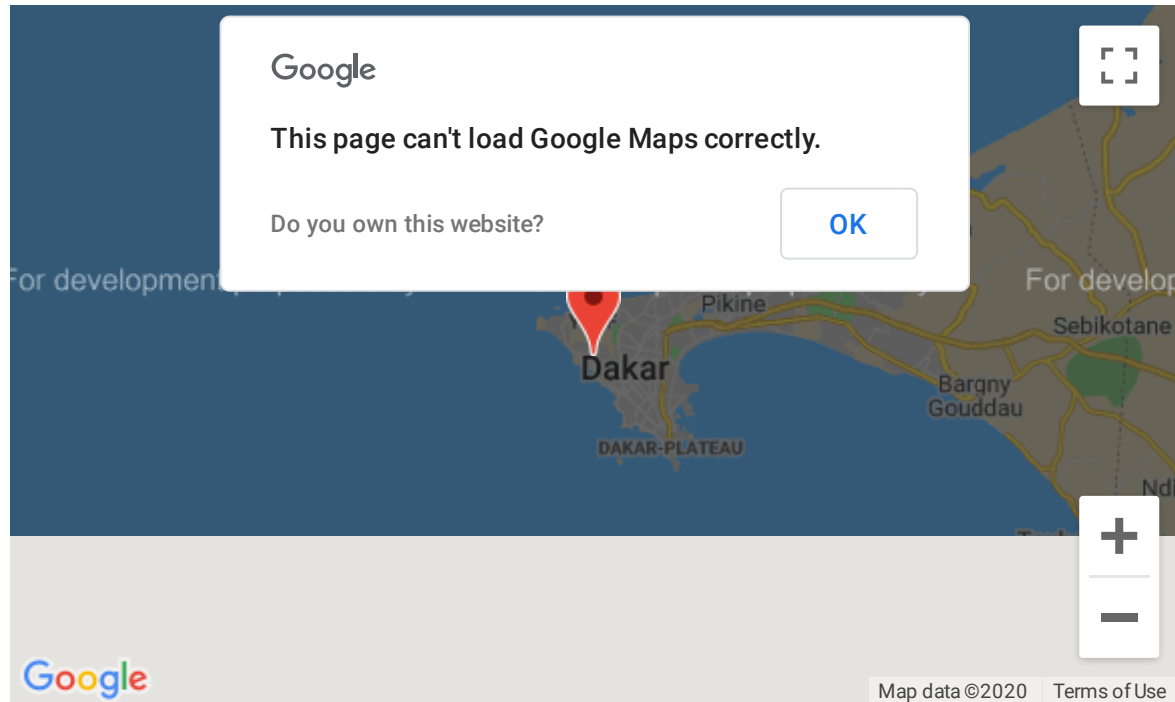 Google
This page can't load Google Maps correctly.
Do you own this website?
OK
For development
For develop
Pikine
Sebikotane
Dakar
Bargny
Gouddau
DAKAR-PLATEAU
Ndi
Google
Map data ©2020
Terms of Use